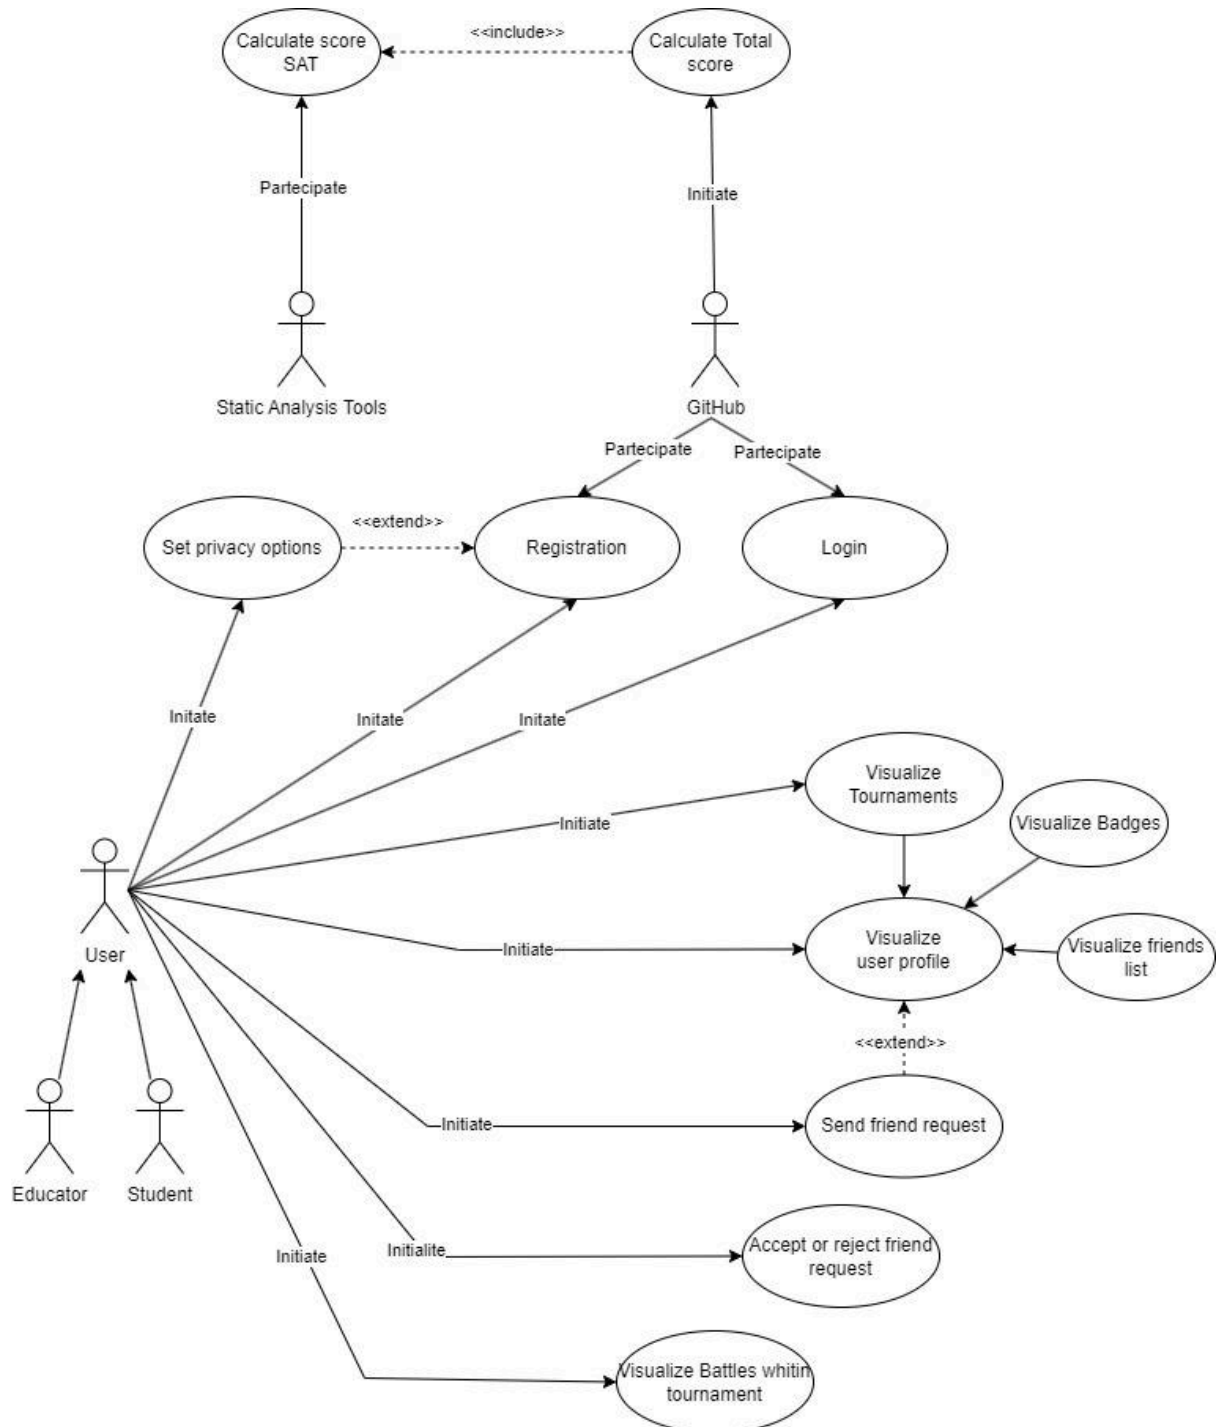 Calculate score
SAT
<<include>>
Calculate Total
score
Partecipate
Initiate
Static Analysis Tools
GitHub
Partecipate
Partecipate
Set privacy options
<<extend>>
Registration
Login
Initate
Initate
Initate
Visualize
Tournaments
Visualize Badges
Initiate
User
Initiate
Visualize
user profile
Visualize friends
list
<<extend>>
Initiate
Send friend request
Educator
Student
Initiate
Initialite
Accept or reject friend
request
Visualize Battles whitin
tournament